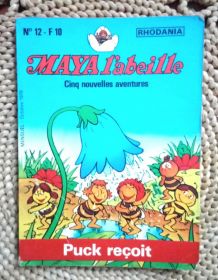 N° 12 - F 10
RHODANIA
MAYA l'abeille
Cinq nouvelles aventures
Puck reçoit